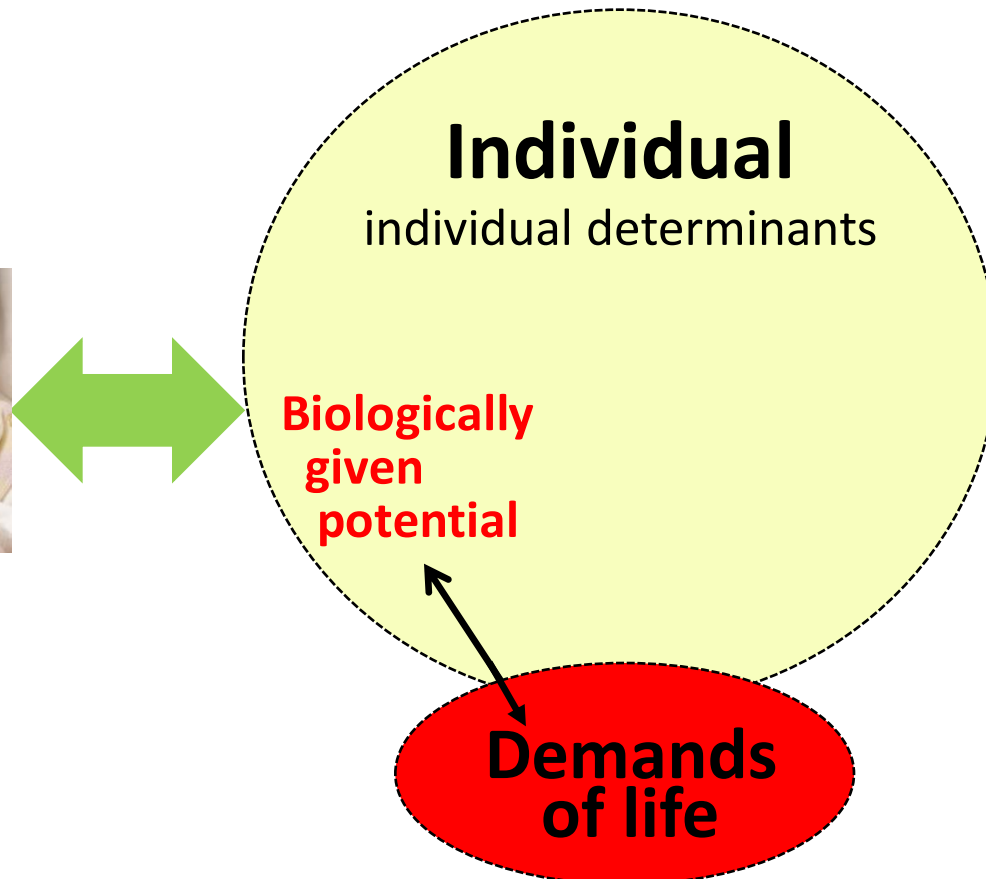 Individual
individual determinants
Biologically
given
potential
Demands
of life